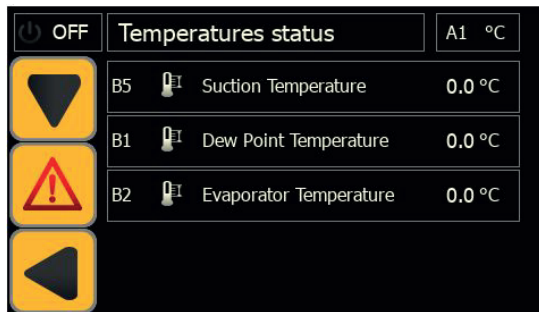 OFF Temperatures status A1 °C
B5 Suction Temperature 0.0 °C
B1 Dew Point Temperature 0.0 °C
B2 Evaporator Temperature 0.0 °C